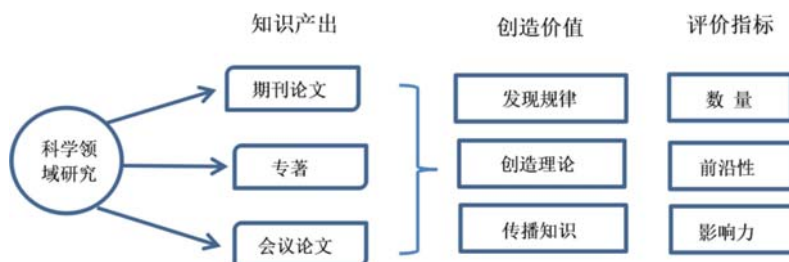 知识产出 创造价值 评价指标
期刊论文 发现规律 数 量
科学领
域研究
专著 创造理论 前沿性
会议论文 传播知识 影响力